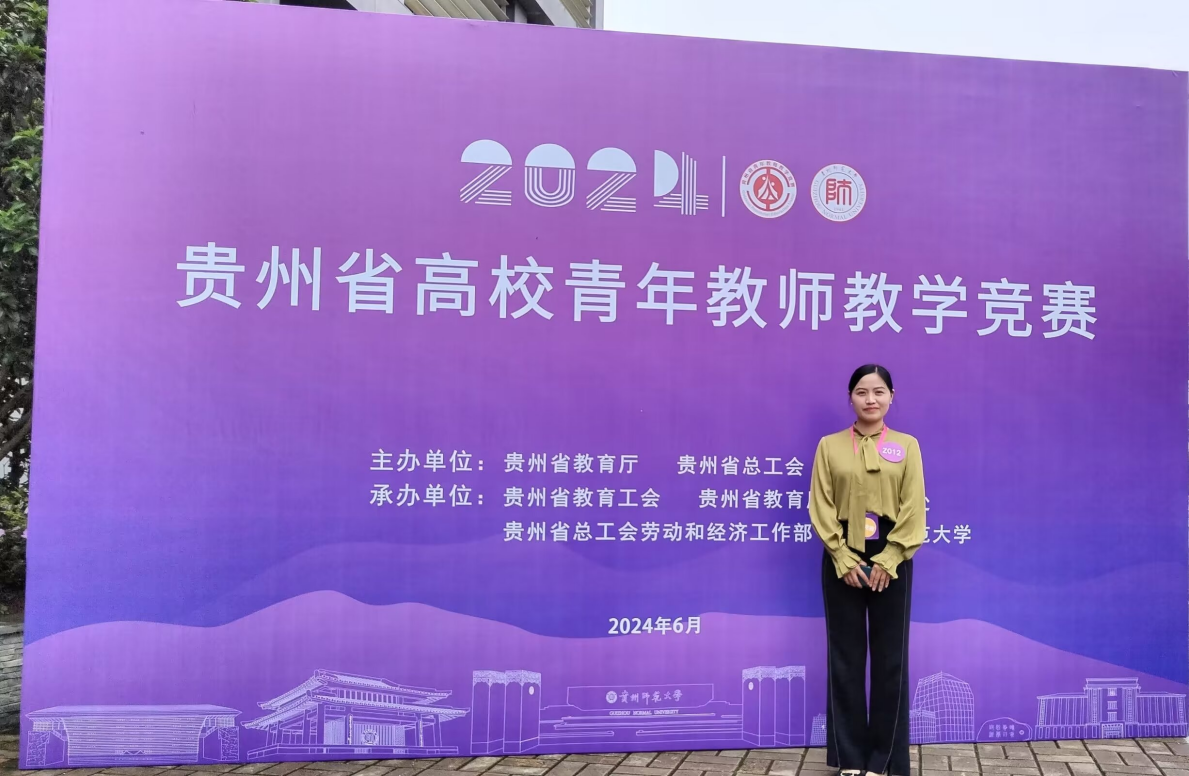 2024
贵州省高校青年教师教学竞赛
主办单位：贵州省教育厅 贵州省总工会
承办单位：贵州省教育工会 贵州省教育
贵州省总工会劳动和经济工作部 范大学
Z012
2024年6月
贵州师范大学
GUIZHOU NORMAL UNIVERSITY